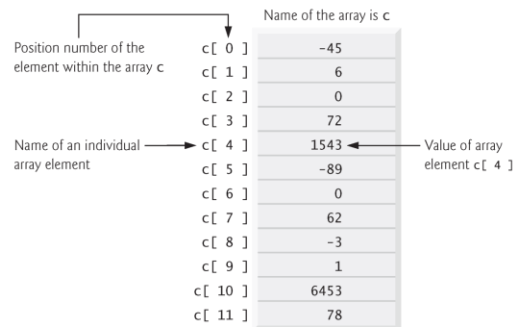 Name of the array is c
Position number of the
element within the array c
c[ 0 ] -45
c[ 1 ] 6
c[ 2 ] 0
c[ 3 ] 72
Name of an individual
array element
c[ 4 ] 1543
Value of array
element c[ 4 ]
c[ 5 ] -89
c[ 6 ] 0
c[ 7 ] 62
c[ 8 ] -3
c[ 9 ] 1
c[ 10 ] 6453
c[ 11 ] 78